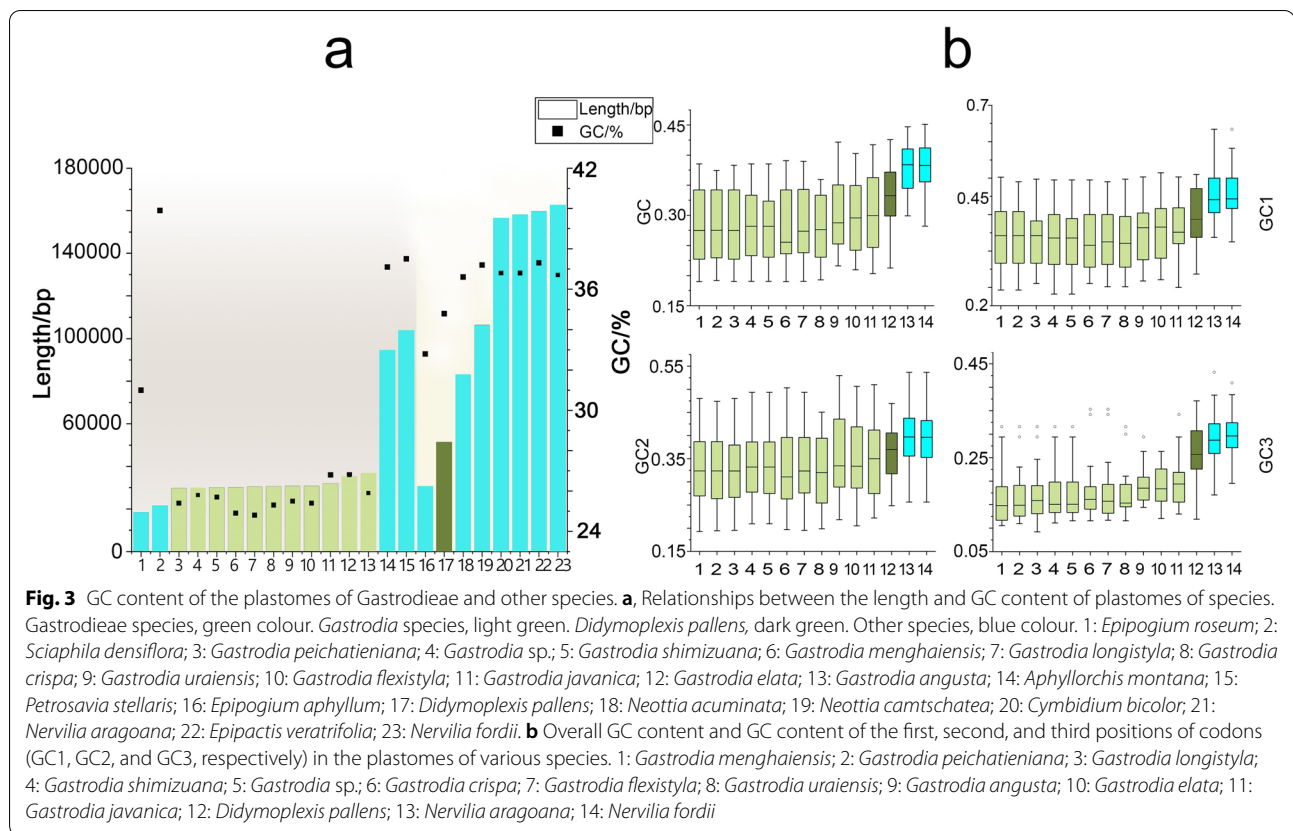 a
b
Length/bp
GC/%
180000
140000
100000
60000
0
Length/bp
42
36
30
24
GC/%
1 2 3 4 5 6 7 8 9 10 11 12 13 14 15 16 17 18 19 20 21 22 23
0.45
0.30
0.15
GC
1 2 3 4 5 6 7 8 9 10 11 12 13 14
0.7
0.45
0.2
GC1
1 2 3 4 5 6 7 8 9 10 11 12 13 14
0.55
0.35
0.15
GC2
1 2 3 4 5 6 7 8 9 10 11 12 13 14
0.45
0.25
0.05
GC3
1 2 3 4 5 6 7 8 9 10 11 12 13 14
Fig. 3 GC content of the plastomes of Gastrodieae and other species. a, Relationships between the length and GC content of plastomes of species.
Gastrodieae species, green colour. Gastrodia species, light green. Didymoplexis pallens, dark green. Other species, blue colour. 1: Epipogium roseum; 2:
Sciaphila densiflora; 3: Gastrodia peichatieniana; 4: Gastrodia sp.; 5: Gastrodia shimizuana; 6: Gastrodia menghaiensis; 7: Gastrodia longistyla; 8: Gastrodia
crispa; 9: Gastrodia uraiensis; 10: Gastrodia flexistyla; 11: Gastrodia javanica; 12: Gastrodia elata; 13: Gastrodia angusta; 14: Aphyllorchis montana; 15:
Petrosavia stellaris; 16: Epipogium aphyllum; 17: Didymoplexis pallens; 18: Neottia acuminata; 19: Neottia camtschatea; 20: Cymbidium bicolor; 21:
Nervilia aragoana; 22: Epipactis veratrifolia; 23: Nervilia fordii. b Overall GC content and GC content of the first, second, and third positions of codons
(GC1, GC2, and GC3, respectively) in the plastomes of various species. 1: Gastrodia menghaiensis; 2: Gastrodia peichatieniana; 3: Gastrodia longistyla;
4: Gastrodia shimizuana; 5: Gastrodia sp.; 6: Gastrodia crispa; 7: Gastrodia flexistyla; 8: Gastrodia uraiensis; 9: Gastrodia angusta; 10: Gastrodia elata; 11:
Gastrodia javanica; 12: Didymoplexis pallens; 13: Nervilia aragoana; 14: Nervilia fordii